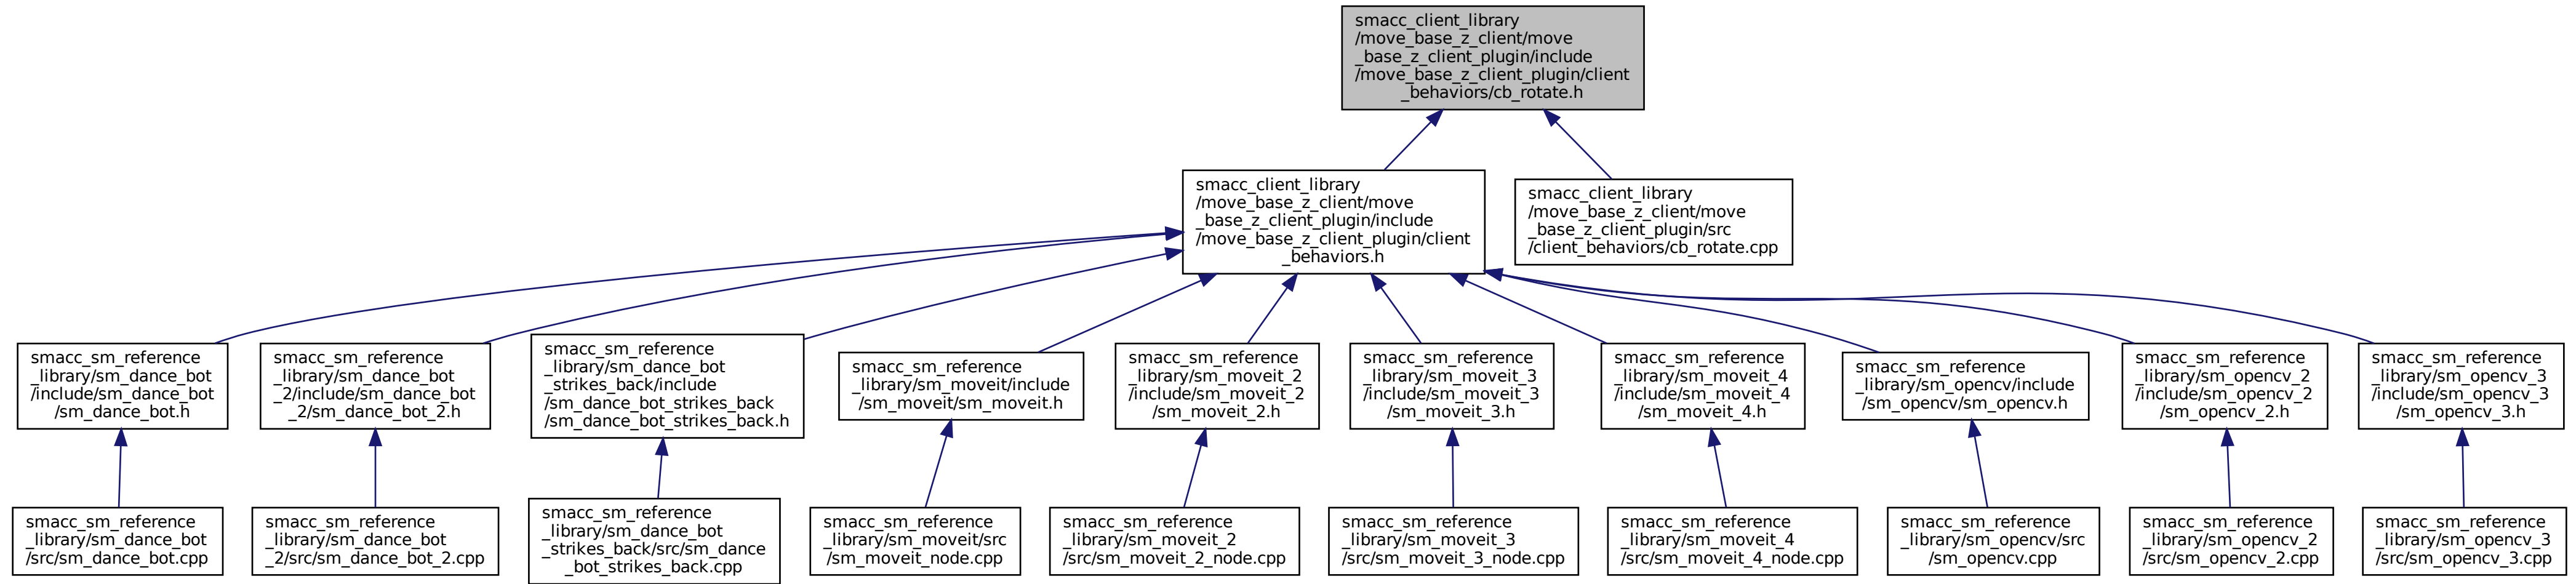 smacc_client_library
/move_base_z_client/move
_base_z_client_plugin/include
/move_base_z_client_plugin/client
_behaviors/cb_rotate.h
smacc_client_library
/move_base_z_client/move
_base_z_client_plugin/include
/move_base_z_client_plugin/client
_behaviors.h
smacc_client_library
/move_base_z_client/move
_base_z_client_plugin/src
/client_behaviors/cb_rotate.cpp
smacc_sm_reference
_library/sm_dance_bot
/include/sm_dance_bot
/sm_dance_bot.h
smacc_sm_reference
_library/sm_dance_bot
_2/include/sm_dance_bot
_2/sm_dance_bot_2.h
smacc_sm_reference
_library/sm_dance_bot
_strikes_back/include
/sm_dance_bot_strikes_back
/sm_dance_bot_strikes_back.h
smacc_sm_reference
_library/sm_moveit/include
/sm_moveit/sm_moveit.h
smacc_sm_reference
_library/sm_moveit_2
/include/sm_moveit_2
/sm_moveit_2.h
smacc_sm_reference
_library/sm_moveit_3
/include/sm_moveit_3
/sm_moveit_3.h
smacc_sm_reference
_library/sm_moveit_4
/include/sm_moveit_4
/sm_moveit_4.h
smacc_sm_reference
_library/sm_opencv/include
/sm_opencv/sm_opencv.h
smacc_sm_reference
_library/sm_opencv_2
/include/sm_opencv_2
/sm_opencv_2.h
smacc_sm_reference
_library/sm_opencv_3
/include/sm_opencv_3
/sm_opencv_3.h
smacc_sm_reference
_library/sm_dance_bot
/src/sm_dance_bot.cpp
smacc_sm_reference
_library/sm_dance_bot
_2/src/sm_dance_bot_2.cpp
smacc_sm_reference
_library/sm_dance_bot
_strikes_back/src/sm_dance
_bot_strikes_back.cpp
smacc_sm_reference
_library/sm_moveit/src
/sm_moveit_node.cpp
smacc_sm_reference
_library/sm_moveit_2
/src/sm_moveit_2_node.cpp
smacc_sm_reference
_library/sm_moveit_3
/src/sm_moveit_3_node.cpp
smacc_sm_reference
_library/sm_moveit_4
/src/sm_moveit_4_node.cpp
smacc_sm_reference
_library/sm_opencv/src
/sm_opencv.cpp
smacc_sm_reference
_library/sm_opencv_2
/src/sm_opencv_2.cpp
smacc_sm_reference
_library/sm_opencv_3
/src/sm_opencv_3.cpp